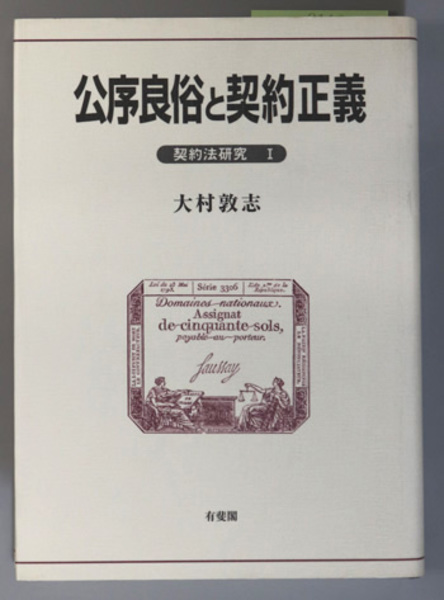 公序良俗と契約正義
契約法研究 I
大村敦志
Série 3306
Domaines nationaux.
Assignat
de cinquante sols,
payable au porteur.
Saussay
有斐閣